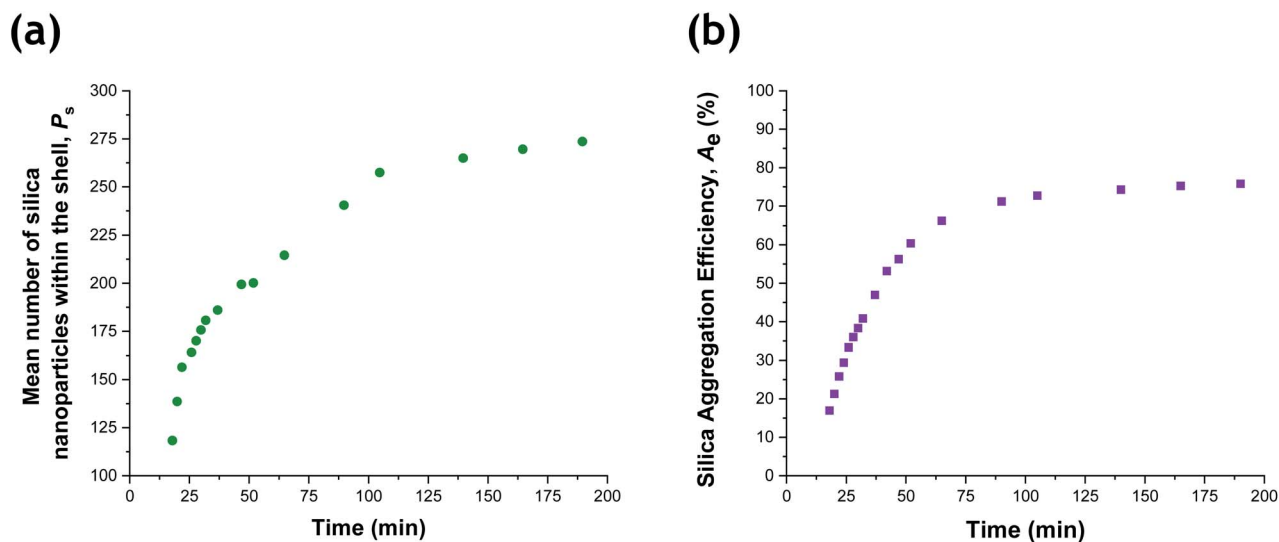 (a)
Mean number of silica
nanoparticles within the shell, Ps
300
275
250
225
200
175
150
125
100
0 25 50 75 100 125 150 175 200
Time (min)
(b)
Silica Aggregation Efficiency, Ae (%)
100
90
80
70
60
50
40
30
20
10
0
0 25 50 75 100 125 150 175 200
Time (min)